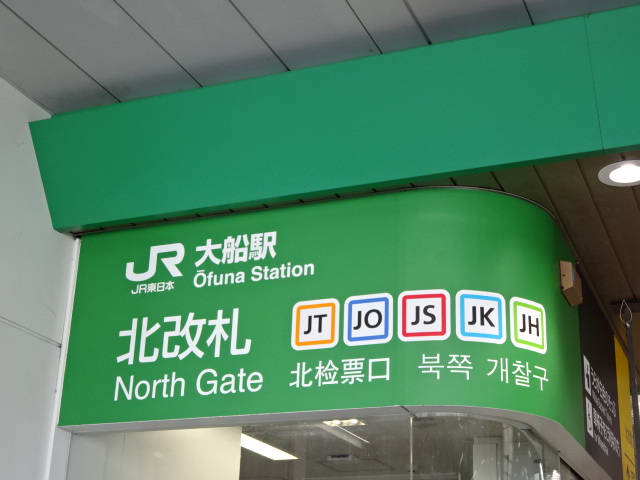 JR 大船駅
JR東日本 Ōfuna Station
北改札 JT JO JS JK JH
North Gate 北检票口 북쪽 개찰구